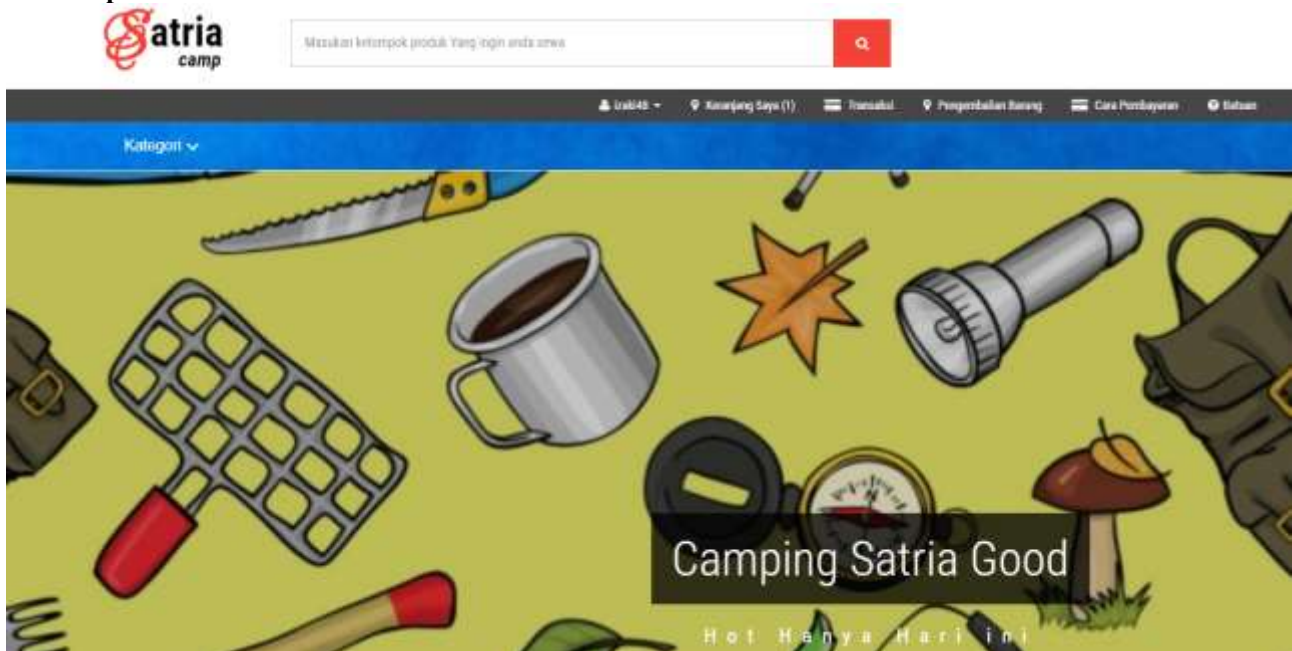 Satria
camp
Masukan kelompok produk Yang ingin anda sewa
Keranjang Saya (1)
Transaksi
Pengembalian Barang
Cara Pembayaran
Kategori
Camping Satria Good
Hot Hanya Hari ini